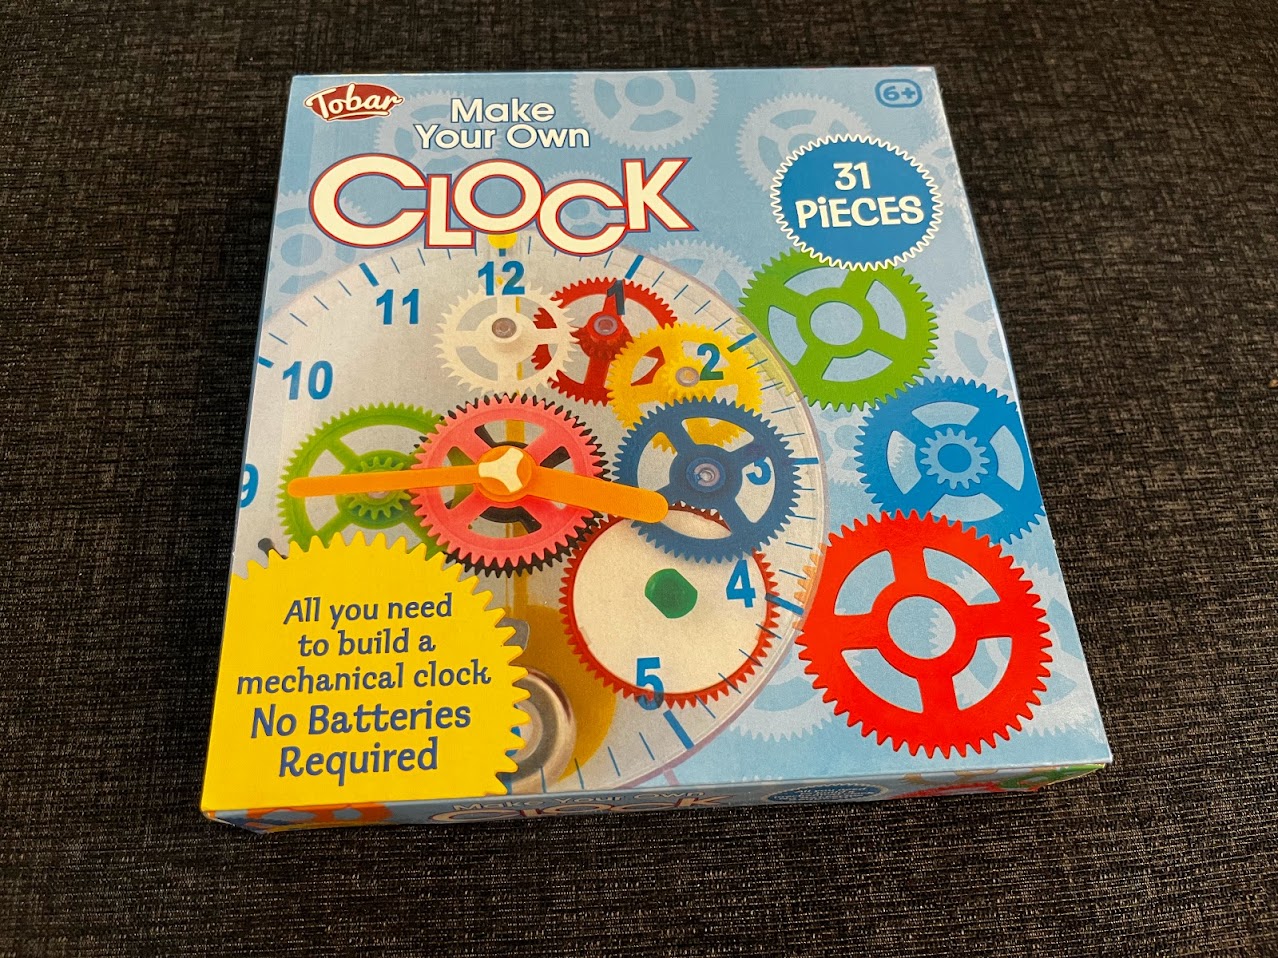 Tobar
Make
Your Own
CLOCK
6+
31
PiECES
12
11
1
10
2
9
3
4
5
All you need
to build a
mechanical clock
No Batteries
Required
Make Your Own
CLOCK